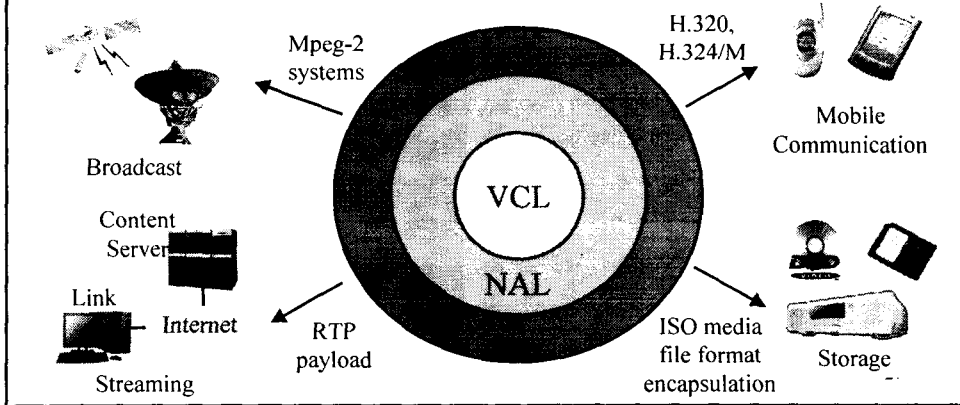 Mpeg-2
systems
Broadcast
H.320,
H.324/M
Mobile
Communication
VCL
NAL
Content
Server
Link
Internet
Streaming
RTP
payload
ISO media
file format
encapsulation
Storage